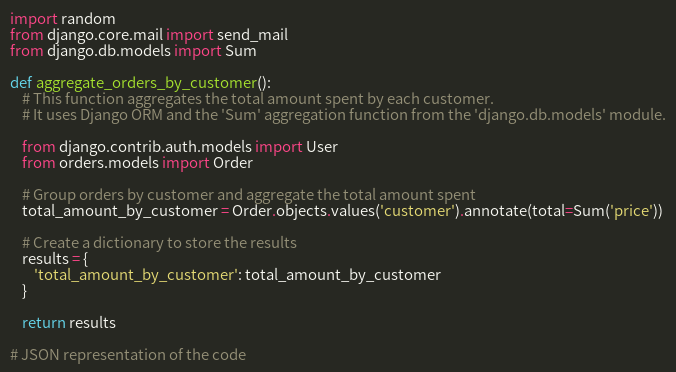 import random
from django.core.mail import send_mail
from django.db.models import Sum
def aggregate_orders_by_customer():
# This function aggregates the total amount spent by each customer.
# It uses Django ORM and the 'Sum' aggregation function from the 'django.db.models' module.
from django.contrib.auth.models import User
from orders.models import Order
# Group orders by customer and aggregate the total amount spent
total_amount_by_customer = Order.objects.values('customer').annotate(total=Sum('price'))
# Create a dictionary to store the results
results = {
'total_amount_by_customer': total_amount_by_customer
}
return results
# JSON representation of the code